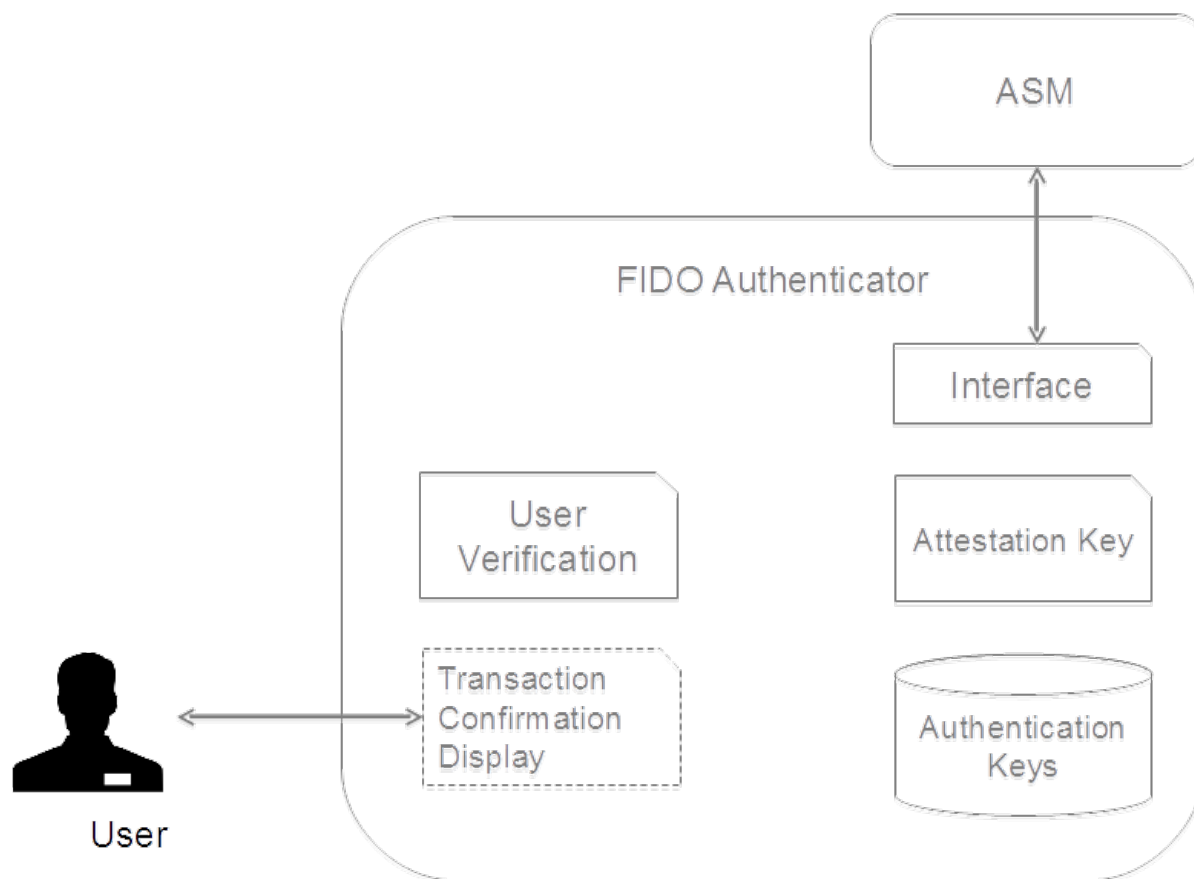 ASM
FIDO Authenticator
Interface
User
Verification
Attestation Key
Transaction
Confirmation
Display
Authentication
Keys
User